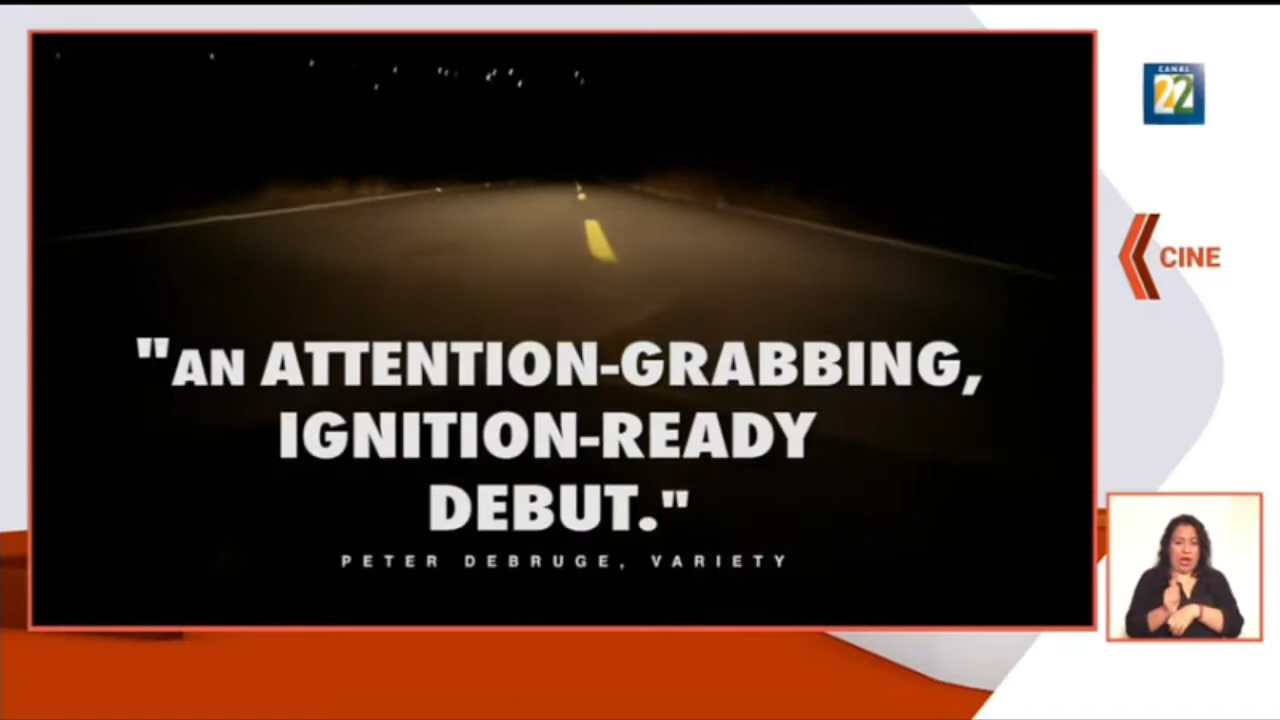 "AN ATTENTION-GRABBING,
IGNITION-READY
DEBUT."
PETER DEBRUGE, VARIETY
CANAL
22
CINE